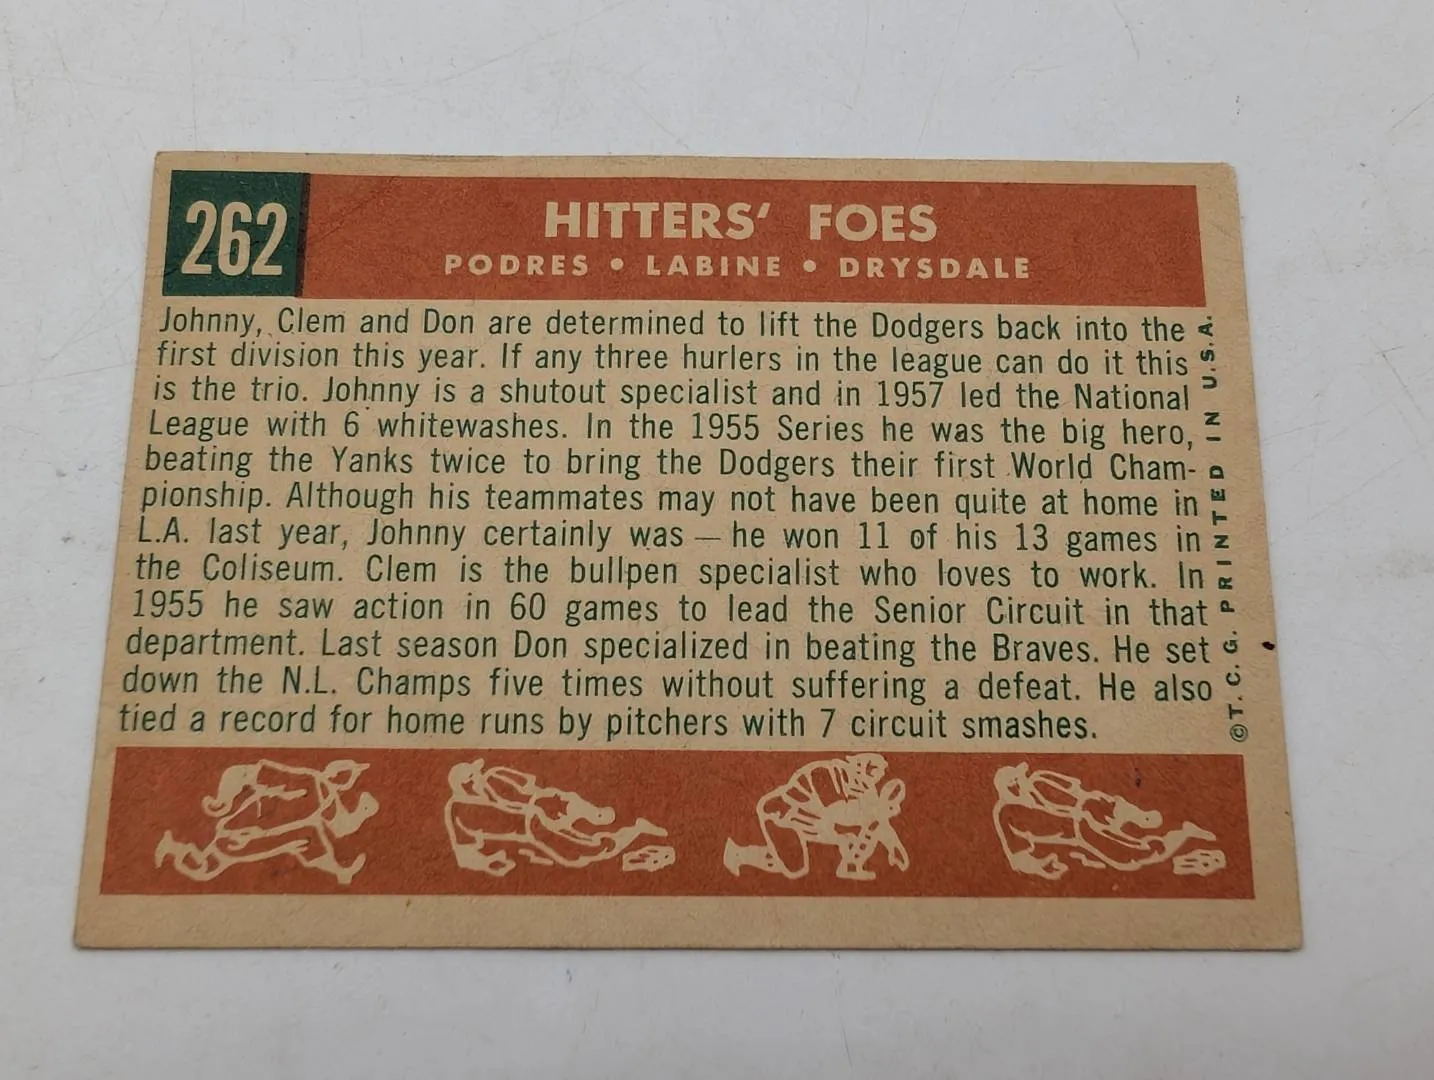 262
HITTERS' FOES
PODRES • LABINE • DRYSDALE
Johnny, Clem and Don are determined to lift the Dodgers back into the
first division this year. If any three hurlers in the league can do it this
is the trio. Johnny is a shutout specialist and in 1957 led the National
League with 6 whitewashes. In the 1955 Series he was the big hero,
beating the Yanks twice to bring the Dodgers their first World Cham-
pionship. Although his teammates may not have been quite at home in
L.A. last year, Johnny certainly was — he won 11 of his 13 games in
the Coliseum. Clem is the bullpen specialist who loves to work. In
1955 he saw action in 60 games to lead the Senior Circuit in that
department. Last season Don specialized in beating the Braves. He set
down the N.L. Champs five times without suffering a defeat. He also
tied a record for home runs by pitchers with 7 circuit smashes.
©T.C.G. PRINTED IN U.S.A.